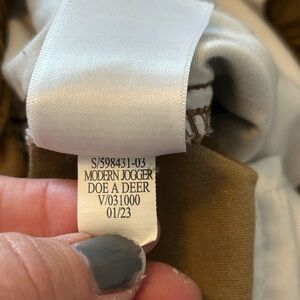 S/598431-03
MODERN JOGGER
DOE A DEER
V/031000
01/23